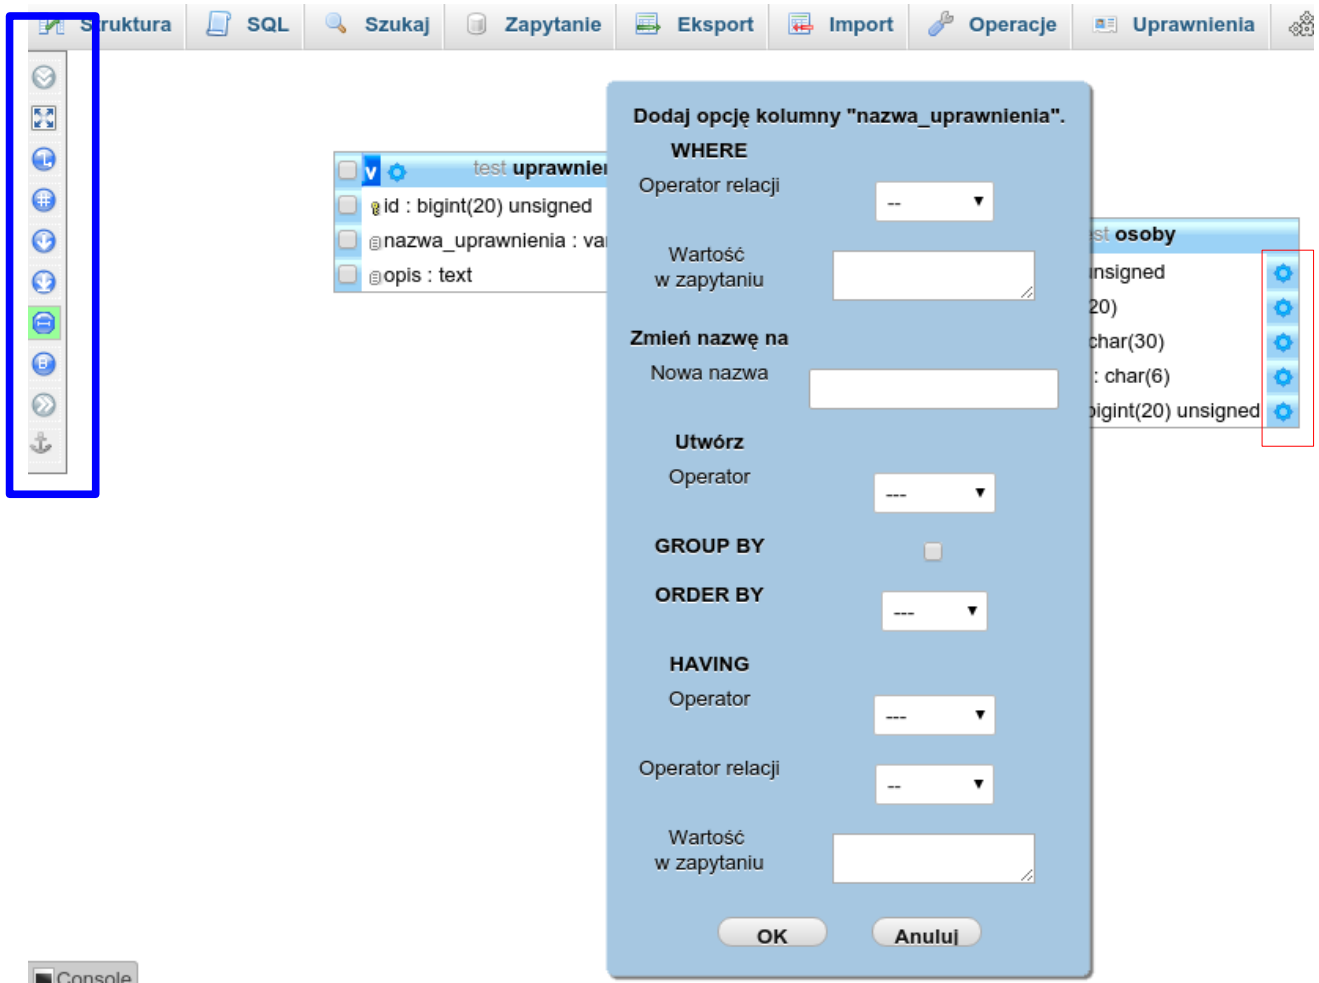 Struktura SQL Szukaj Zapytanie Eksport Import Operacje Uprawnienia
Dodaj opcję kolumny "nazwa_uprawnienia".
WHERE
Operator relacji --
Wartość
w zapytaniu
Zmień nazwę na
Nowa nazwa
Utwórz
Operator ---
GROUP BY
ORDER BY ---
HAVING
Operator ---
Operator relacji --
Wartość
w zapytaniu
OK Anuluj
v test uprawnie
id : bigint(20) unsigned
nazwa_uprawnienia : va
opis : text
st osoby
unsigned
20)
char(30)
: char(6)
bigint(20) unsigned
Console